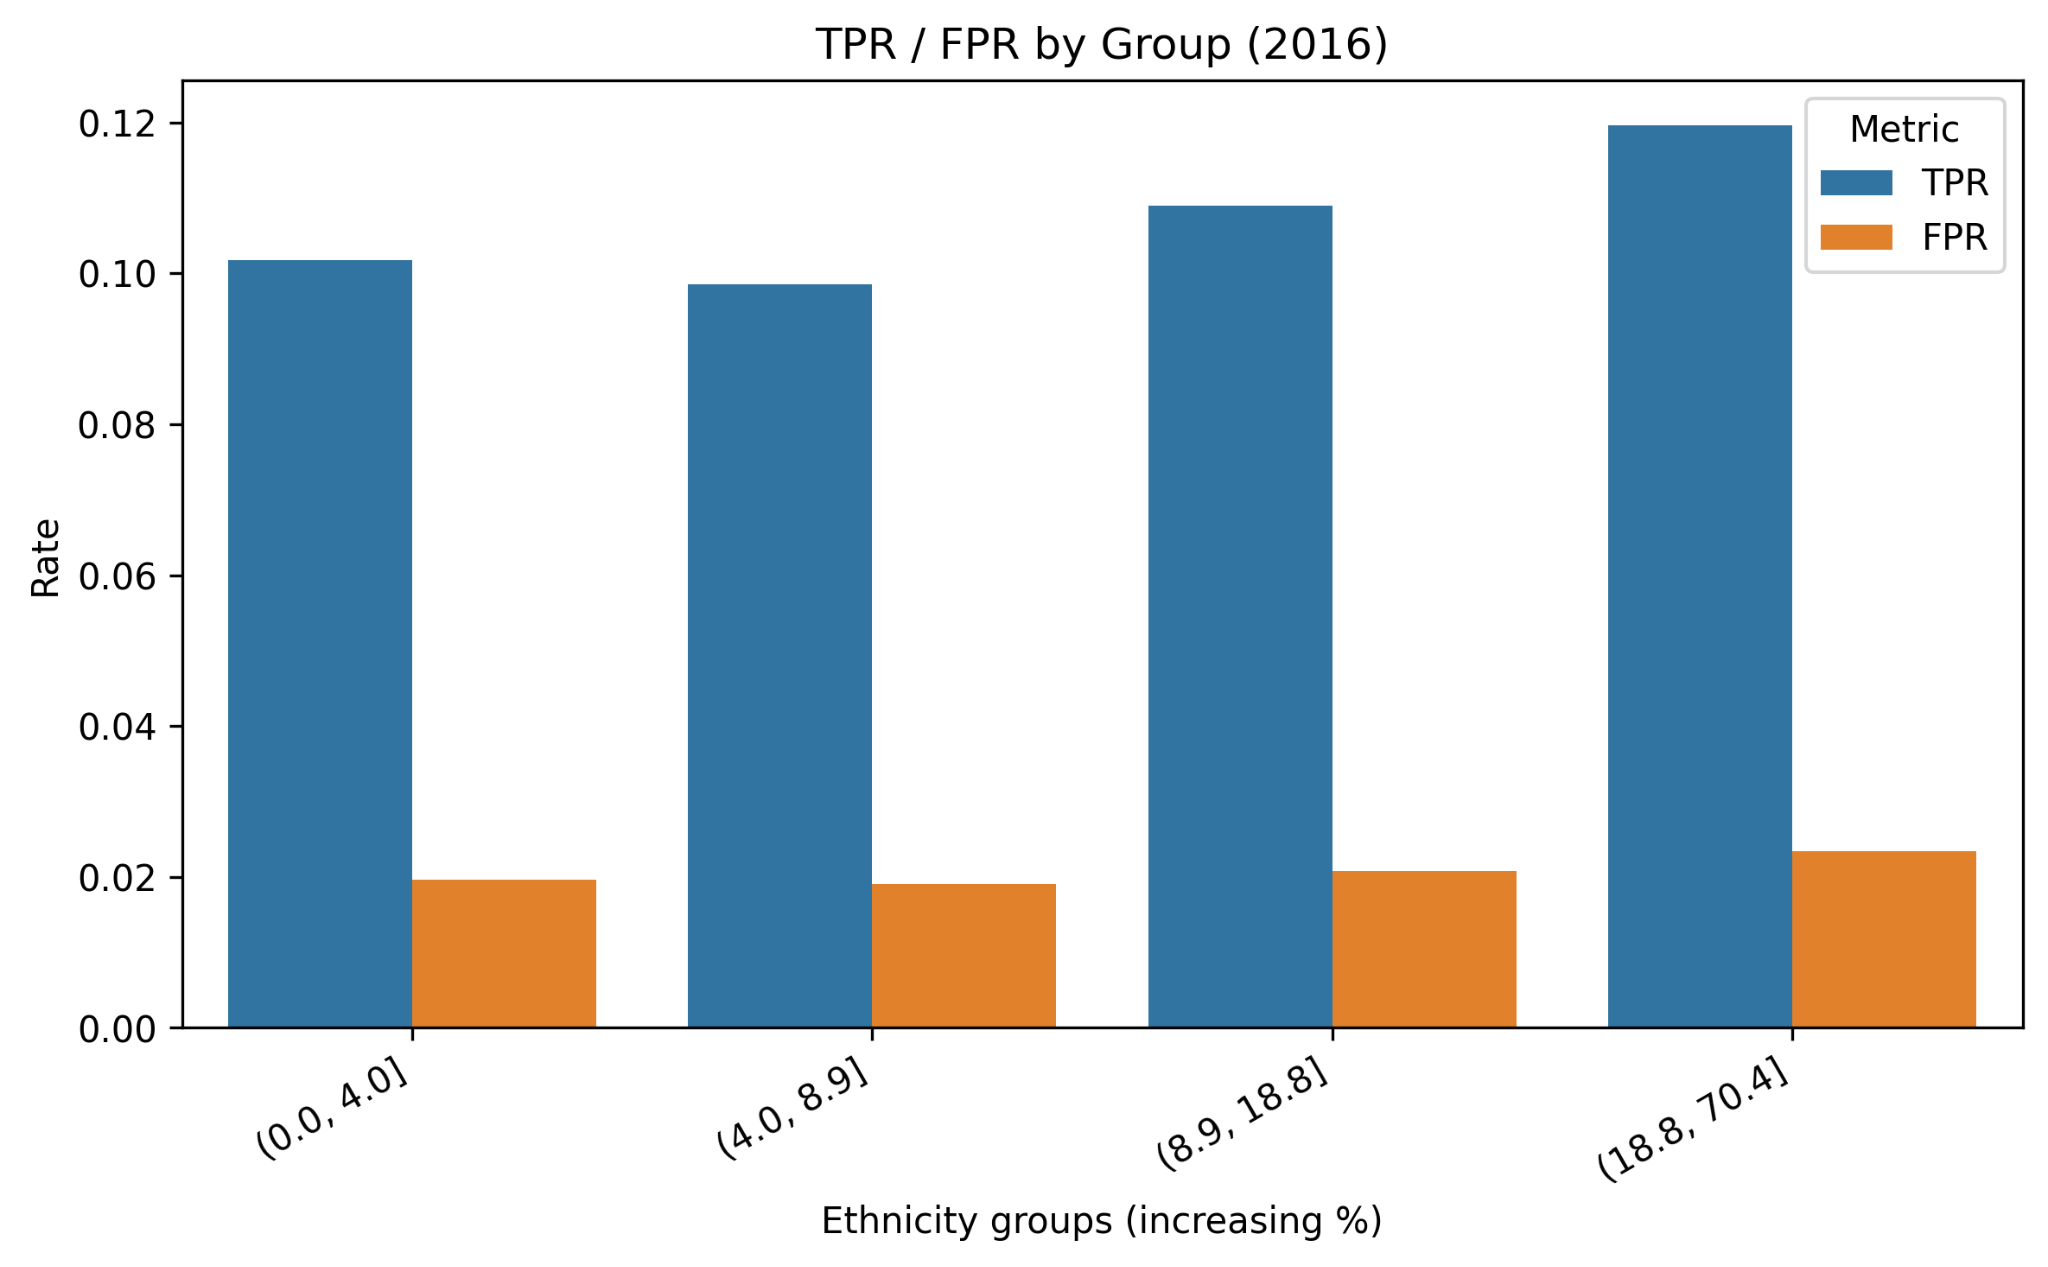 TPR / FPR by Group (2016)
Metric
TPR
FPR
0.12
0.10
0.08
0.06
0.04
0.02
0.00
Rate
(0.0, 4.0]
(4.0, 8.9]
(8.9, 18.8]
(18.8, 70.4]
Ethnicity groups (increasing %)